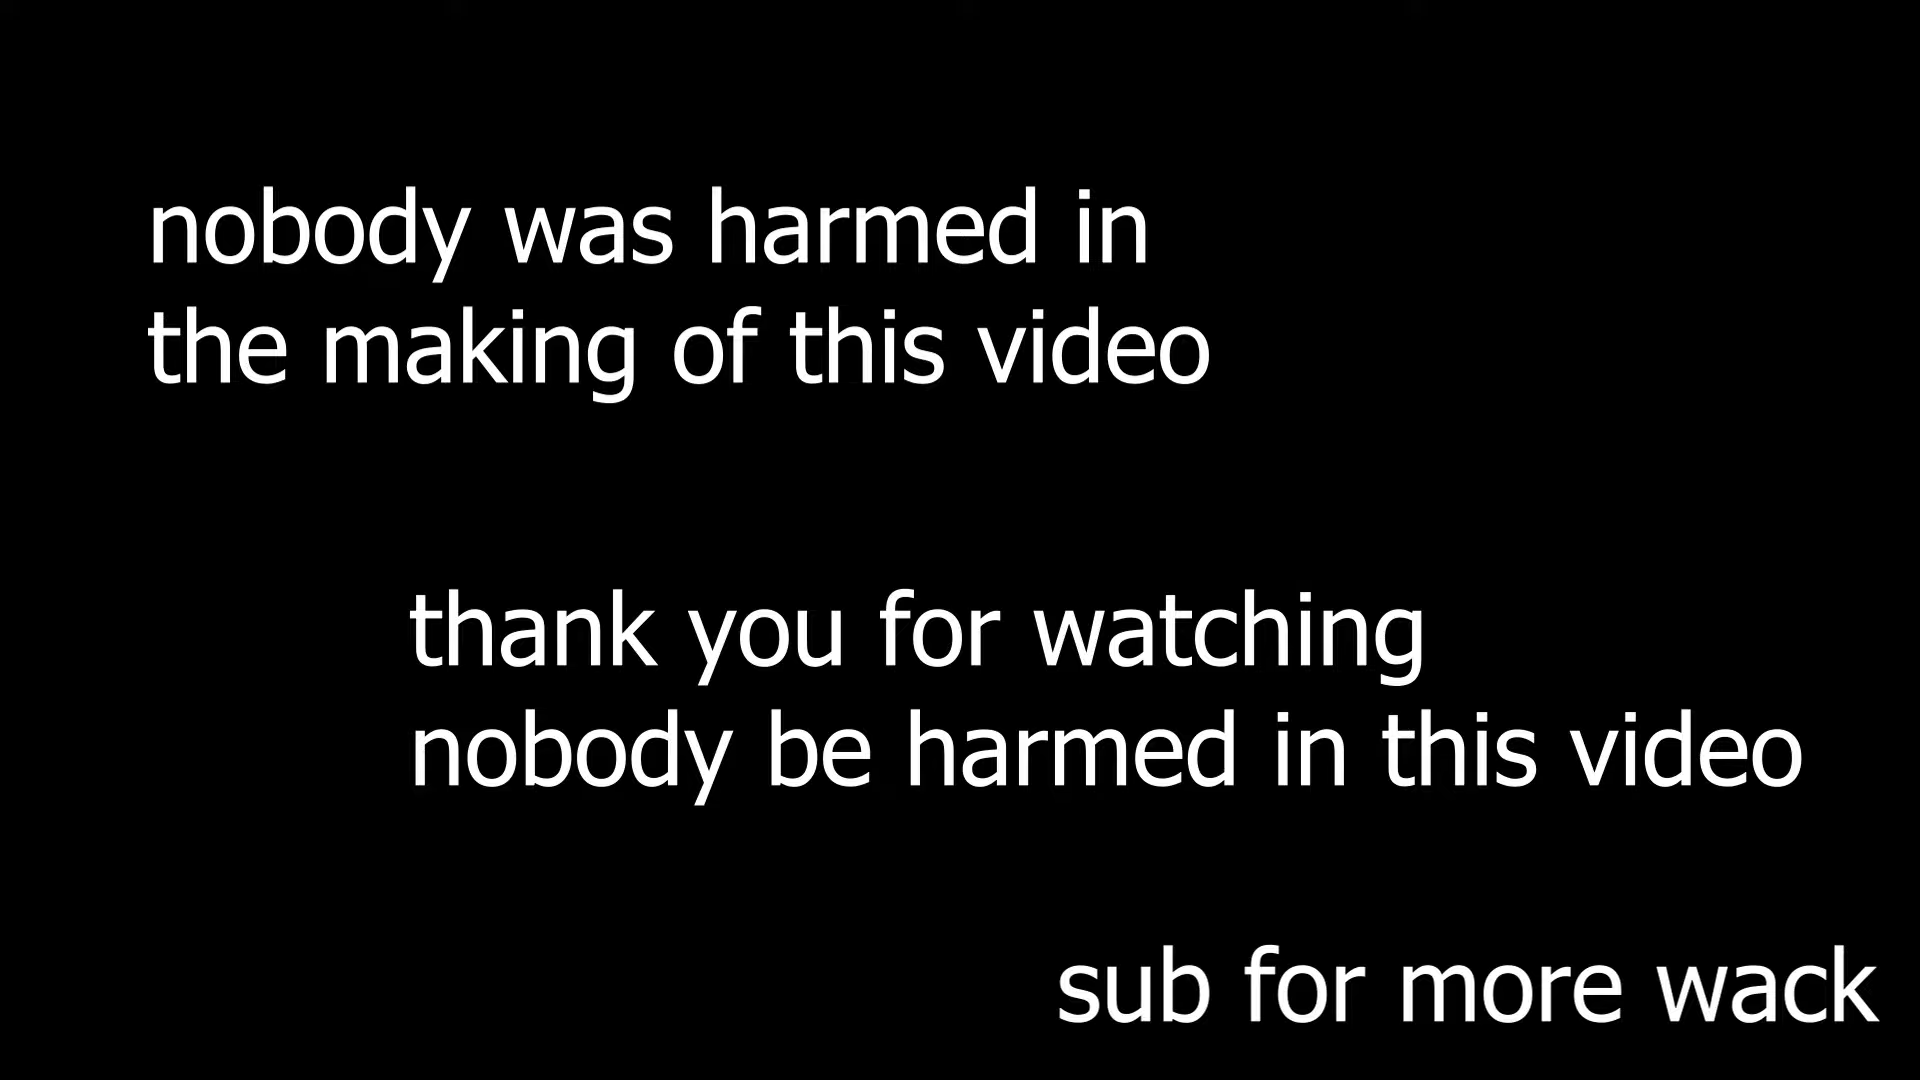 nobody was harmed in
the making of this video
thank you for watching
nobody be harmed in this video
sub for more wack